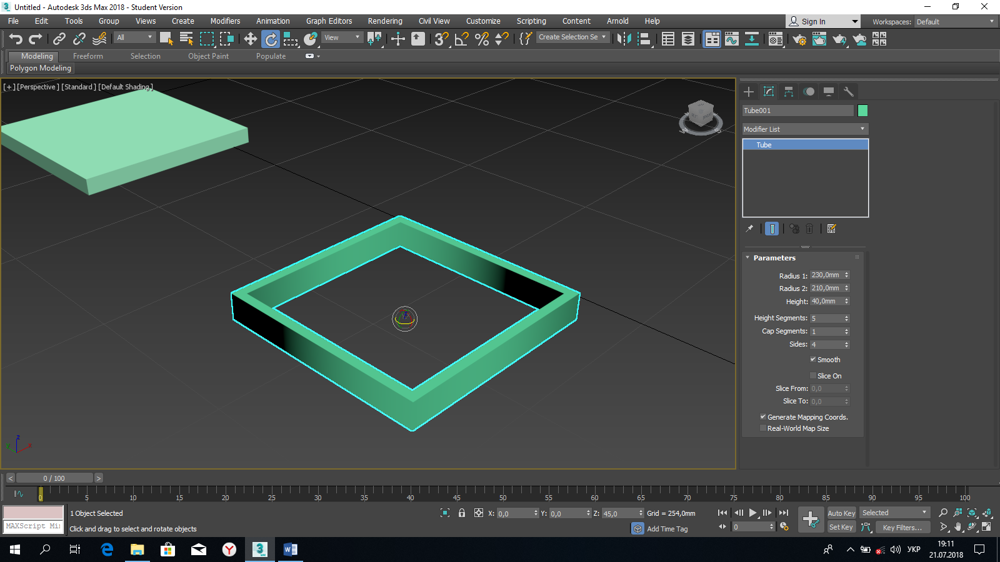 Untitled - Autodesk 3ds Max 2018 - Student Version
File Edit Tools Group Views Create Modifiers Animation Graph Editors Rendering Civil View Customize Scripting Content Arnold Help
Sign In
Workspaces: Default
All
View
Create Selection Se
Modeling Freeform Selection Object Paint Populate
Polygon Modeling
[+] [Perspective] [Standard] [Default Shading]
Tube001
Modifier List
Tube
Parameters
Radius 1: 230,0mm
Radius 2: 210,0mm
Height: 40,0mm
Height Segments: 5
Cap Segments: 1
Sides: 4
Smooth
Slice On
Slice From: 0,0
Slice To: 0,0
Generate Mapping Coords.
Real-World Map Size
z
y
x
< 0 / 100 >
0 5 10 15 20 25 30 35 40 45 50 55 60 65 70 75 80 85 90 95 100
1 Object Selected
X: 0,0 Y: 0,0 Z: 45,0 Grid = 254,0mm
Auto Key Selected
MAXScript Mi
Click and drag to select and rotate objects
Add Time Tag
0
Set Key Key Filters...
УКР
19:11
21.07.2018